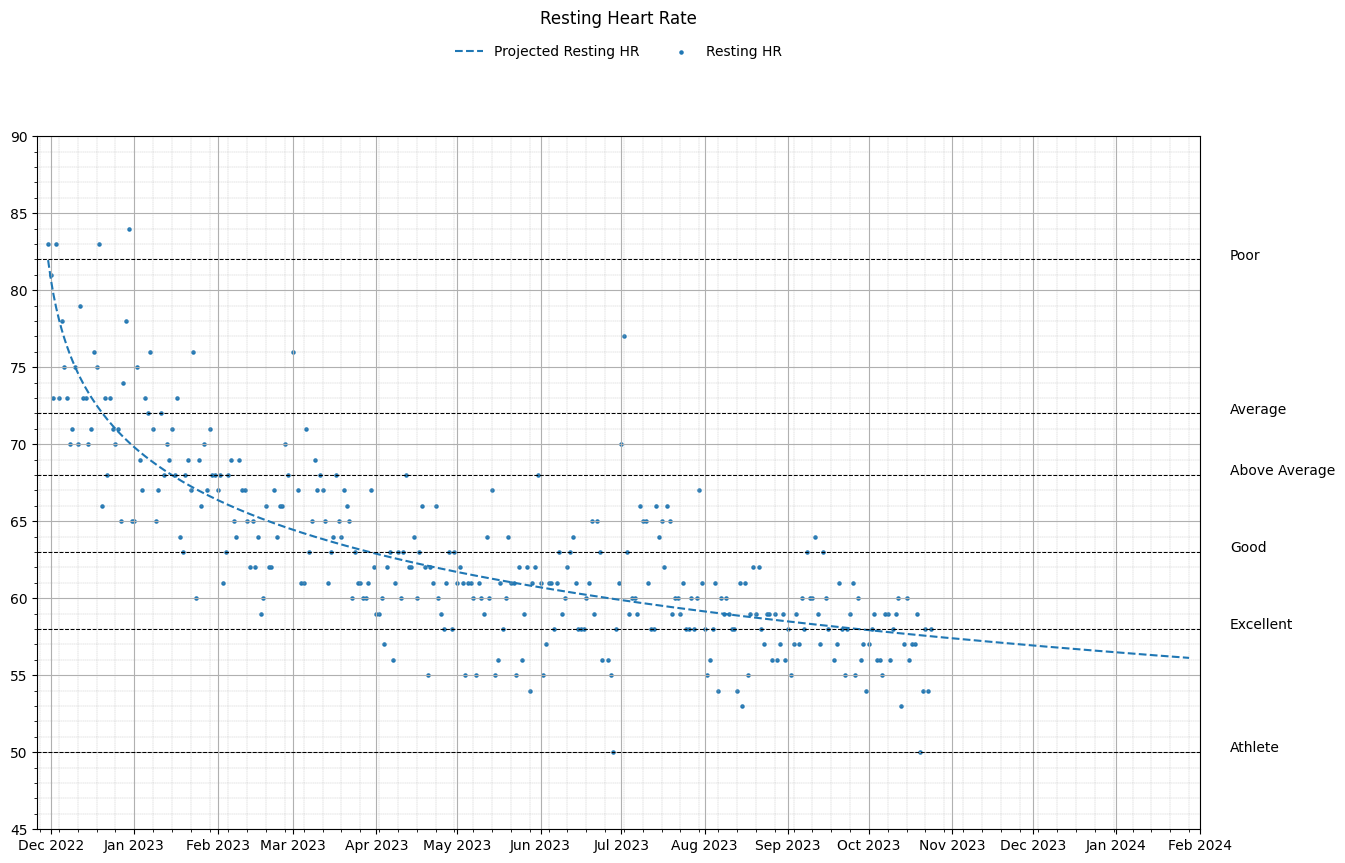 Resting Heart Rate
Projected Resting HR
Resting HR
90
85
80
75
70
65
60
55
50
45
Poor
Average
Above Average
Good
Excellent
Athlete
Dec 2022 Jan 2023 Feb 2023 Mar 2023 Apr 2023 May 2023 Jun 2023 Jul 2023 Aug 2023 Sep 2023 Oct 2023 Nov 2023 Dec 2023 Jan 2024 Feb 2024